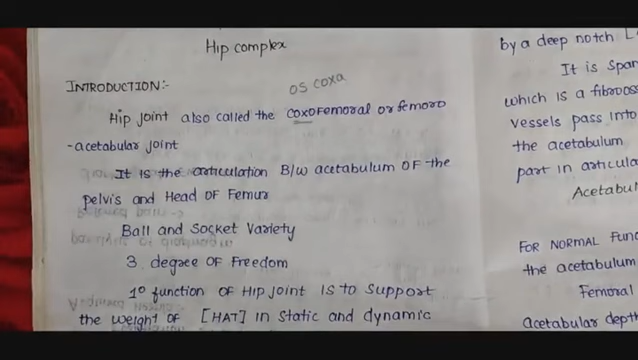 Hip complex
INTRODUCTION:-
os coxa
Hip joint also called the coxofemoral or femoro
-acetabular joint
It is the articulation B/w acetabulum OF the
pelvis and Head OF Femur
Ball and Socket Variety
3 degree OF Freedom
1° function OF HIP JOINT IS to support
the weight OF [HAT] IN Static and dynamic
by a deep notch
It is Span
which is a fibrous
vessels pass into
the acetabulum
part in articula
Acetabul
FOR NORMAL Func
the acetabulum
Femoral
Acetabular depth